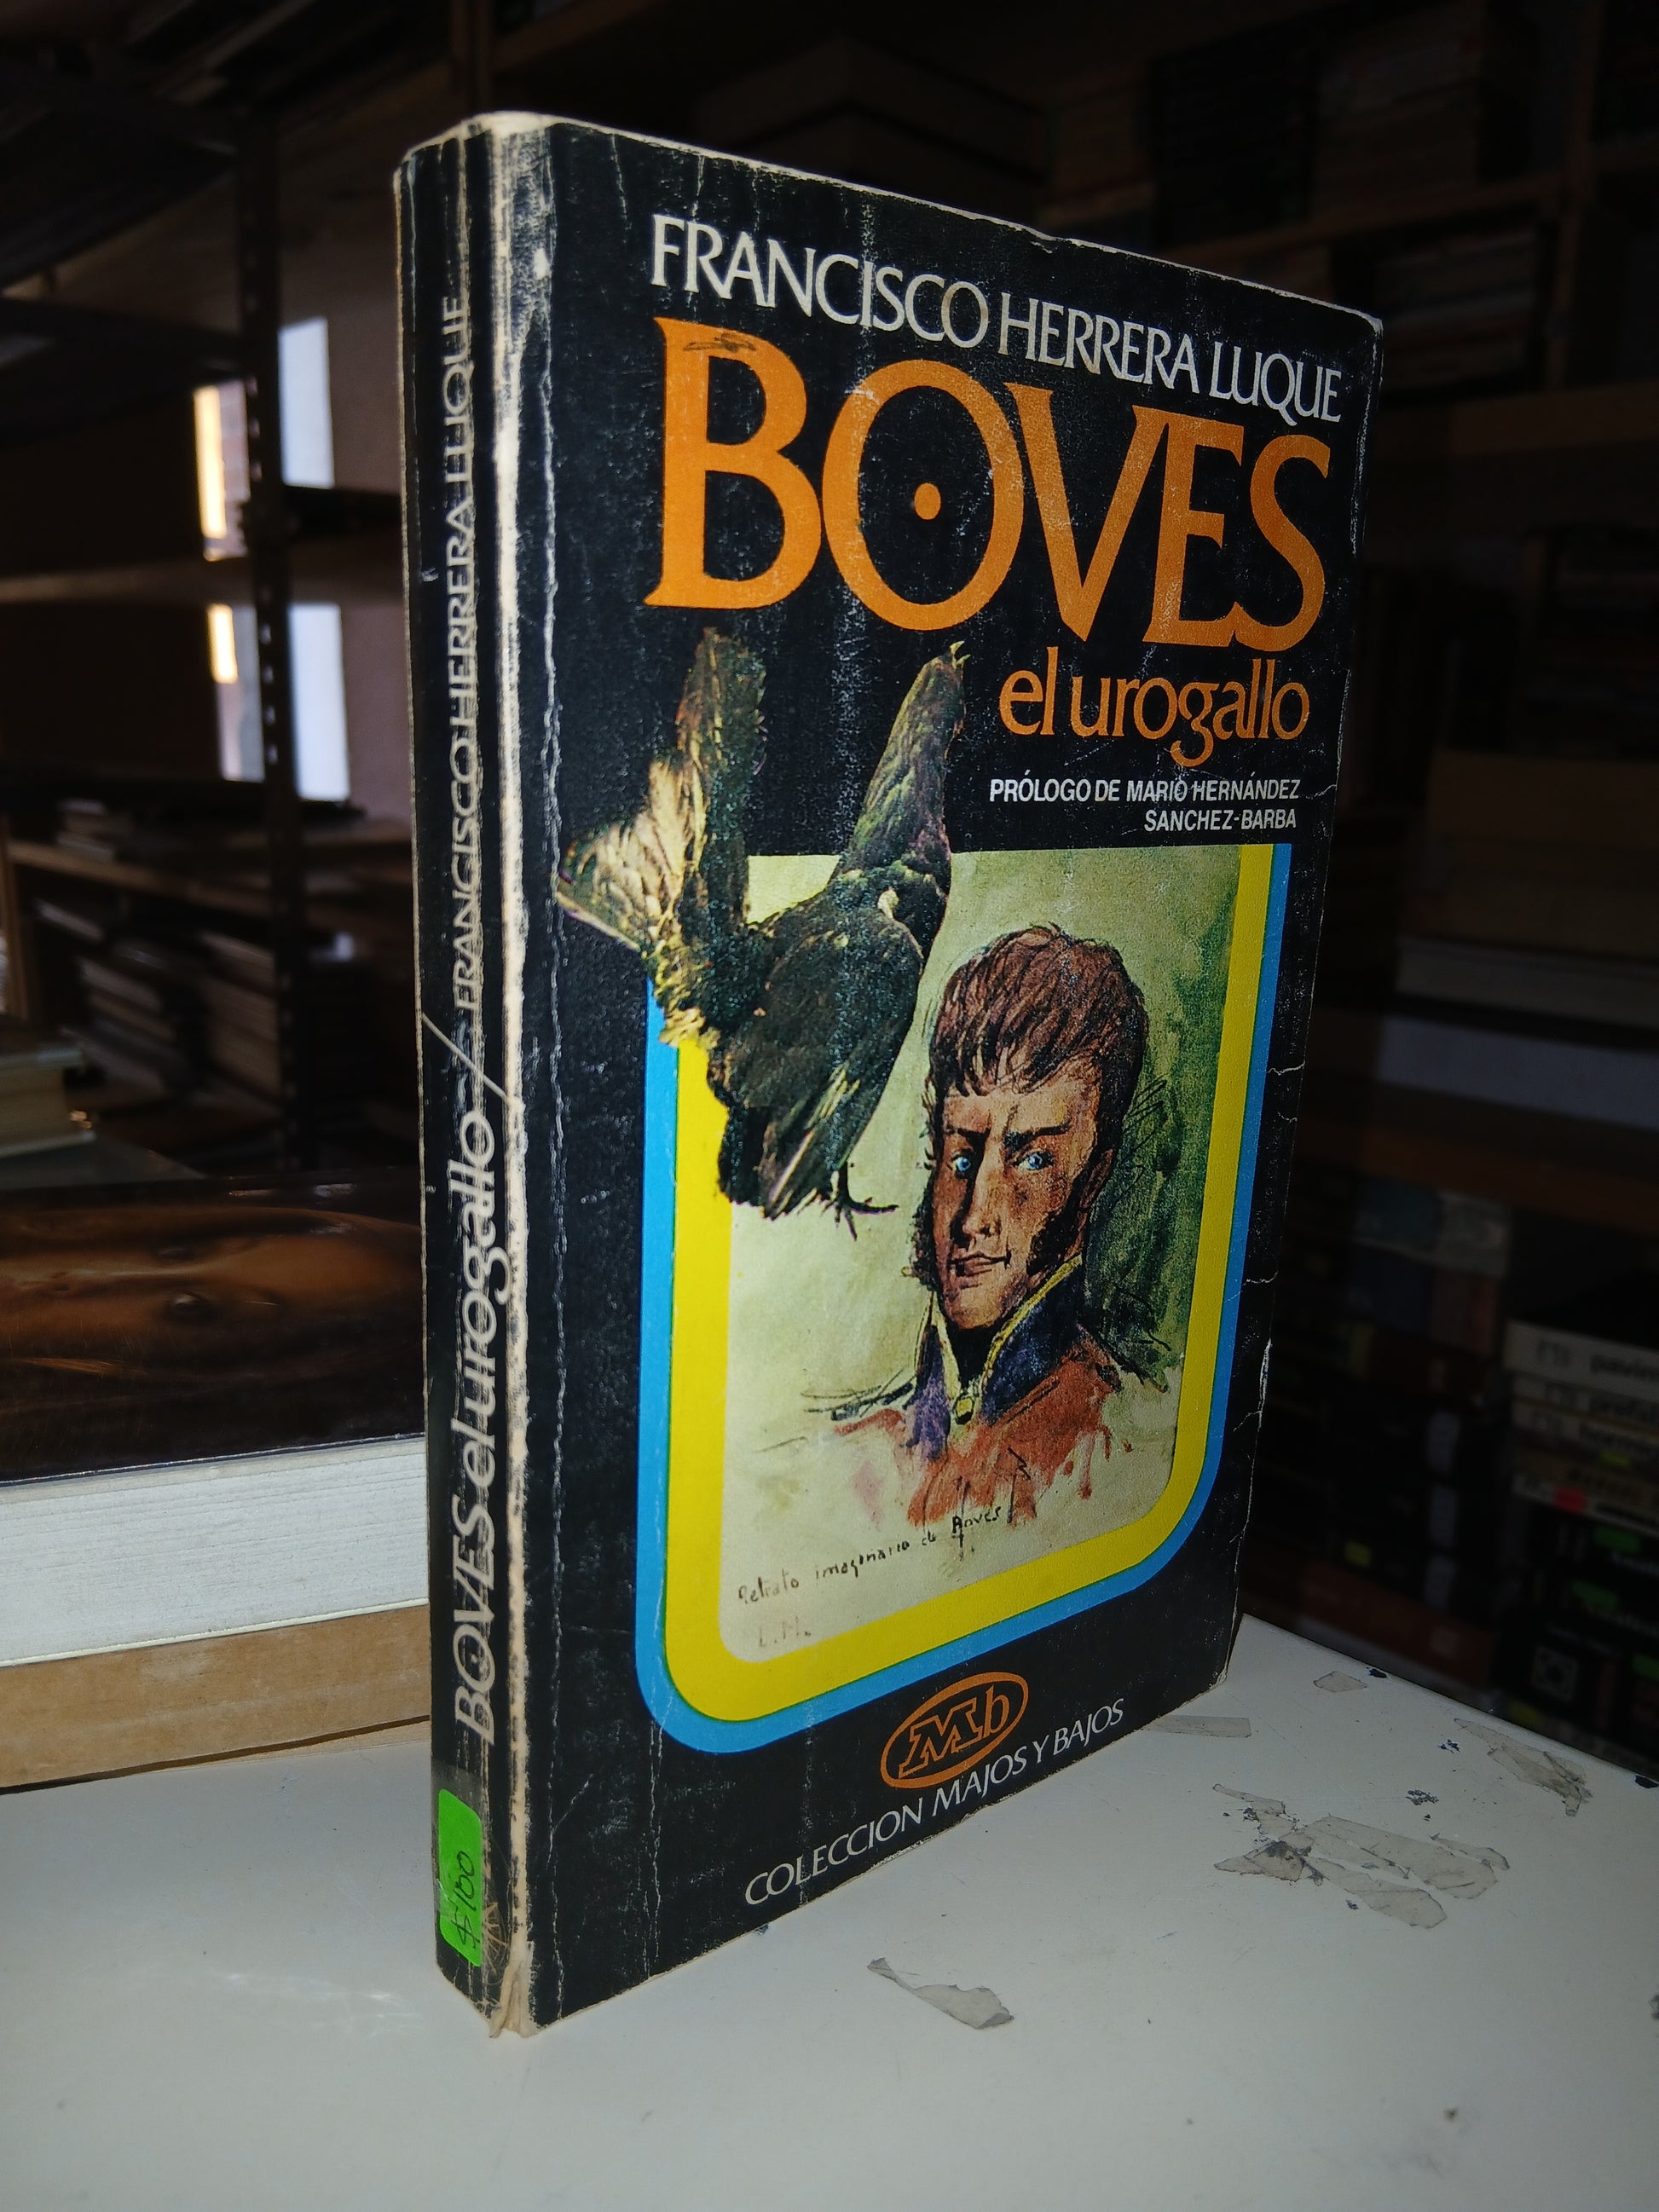 FRANCISCO HERRERA LUQUE
BOVES
el urogallo
PRÓLOGO DE MARIO HERNÁNDEZ
SANCHEZ-BARBA
Retrato imaginario de Boves
L.M.
Mb
COLECCION MAJOS Y BAJOS
BOVES el urogallo / FRANCISCO HERRERA LUQUE
$100